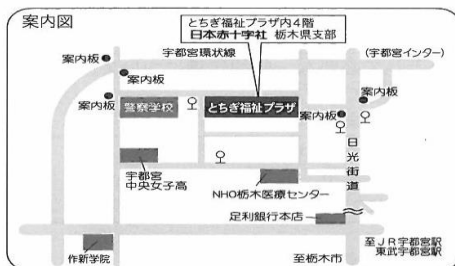 案内図
とちぎ福祉プラザ内4階
日本赤十字社 栃木県支部
宇都宮環状線
(宇都宮インター)
案内板
案内板
案内板
案内板
案内板
警察学校
とちぎ福祉プラザ
日光街道
宇都宮
中央女子高
NHO栃木医療センター
足利銀行本店
作新学院
至栃木市
至JR宇都宮駅
東武宇都宮駅